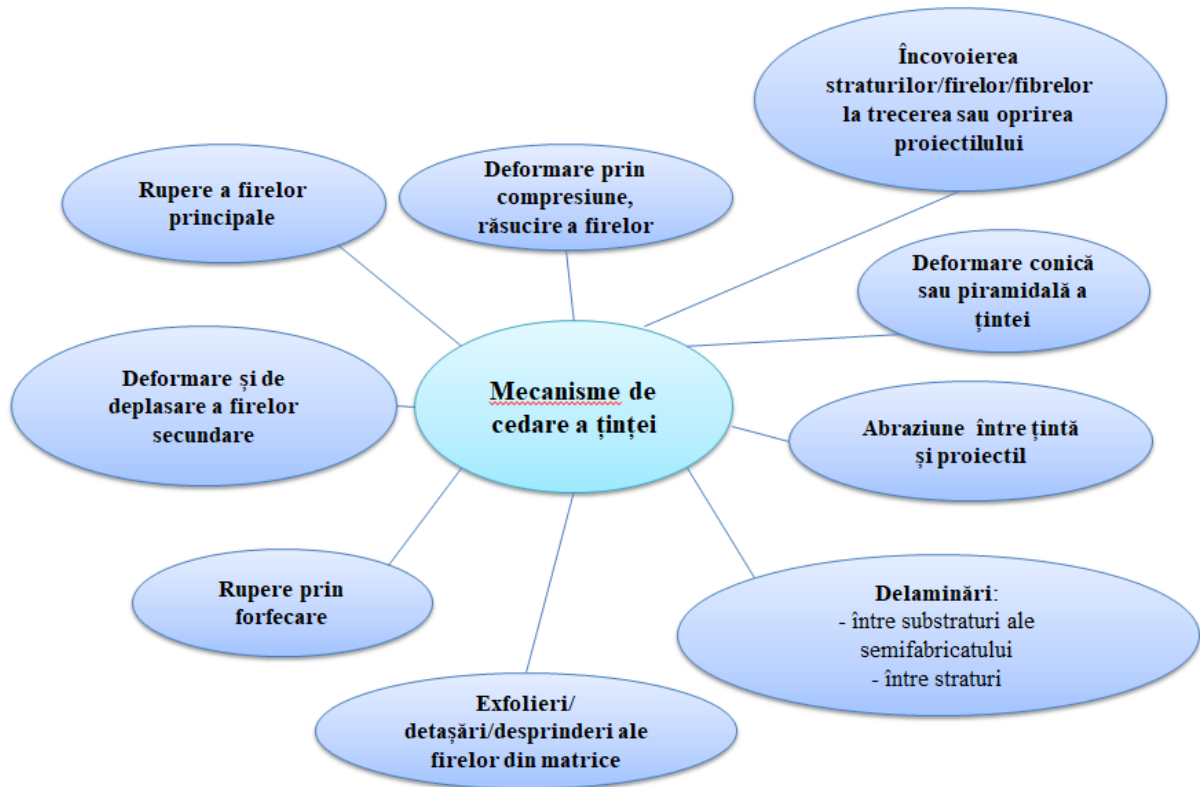 Încovoierea
straturilor/firelor/fibrelor
la trecerea sau oprirea
proiectilului
Deformare prin
compresiune,
răsucire a firelor
Rupere a firelor
principale
Deformare conică
sau piramidală a
țintei
Mecanisme de
cedare a țintei
Deformare și de
deplasare a firelor
secundare
Abraziune între țintă
și proiectil
Rupere prin
forfecare
Delaminări:
- între substraturi ale
semifabricatului
- între straturi
Exfolieri/
detașări/desprinderi ale
firelor din matrice